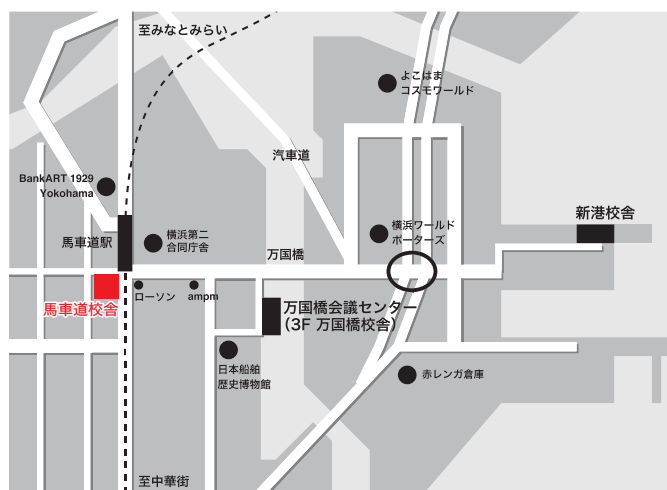 至みなとみらい
よこはま
コスモワールド
汽車道
BankART 1929
Yokohama
新港校舎
横浜ワールド
ポーターズ
馬車道駅
横浜第二
合同庁舎
万国橋
馬車道校舎
ローソン
ampm
万国橋会議センター
（3F 万国橋校舎）
日本船舶
歴史博物館
赤レンガ倉庫
至中華街